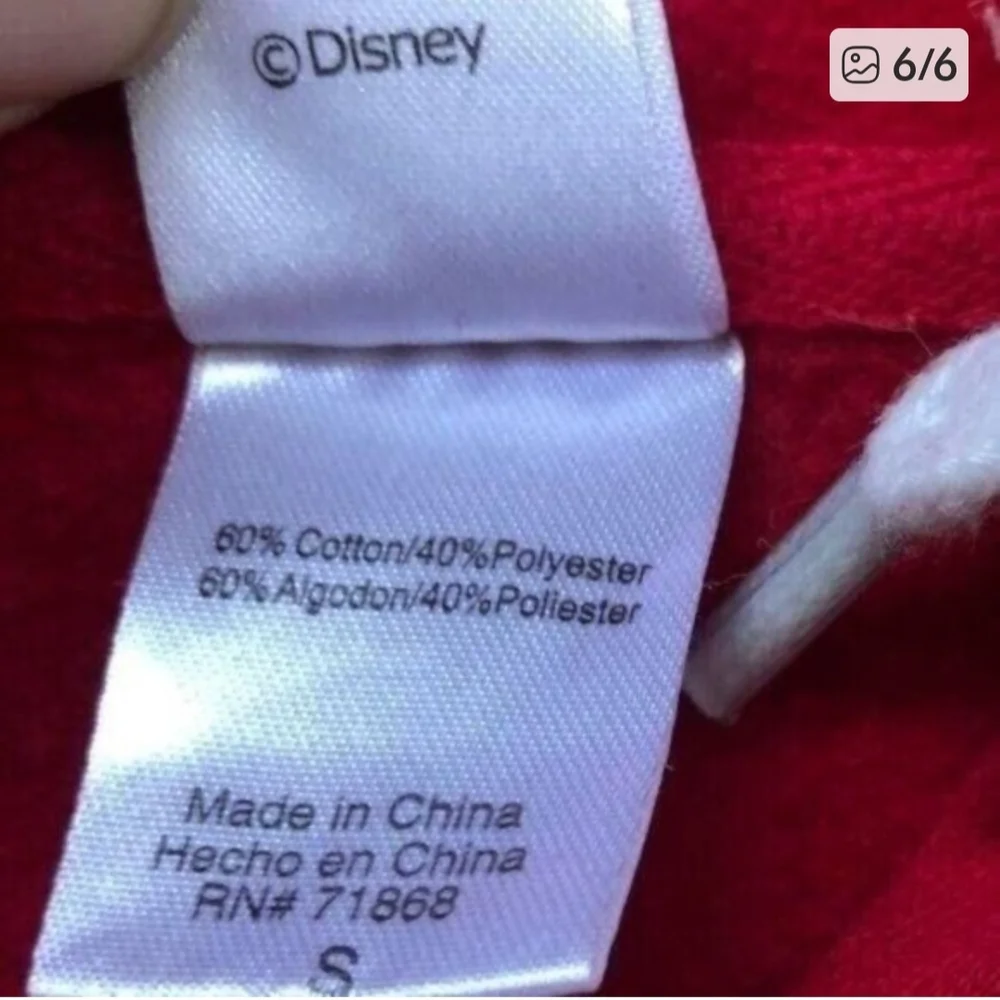 ©Disney
6/6
60% Cotton/40%Polyester
60% Algodon/40%Poliester
Made in China
Hecho en China
RN# 71868
S